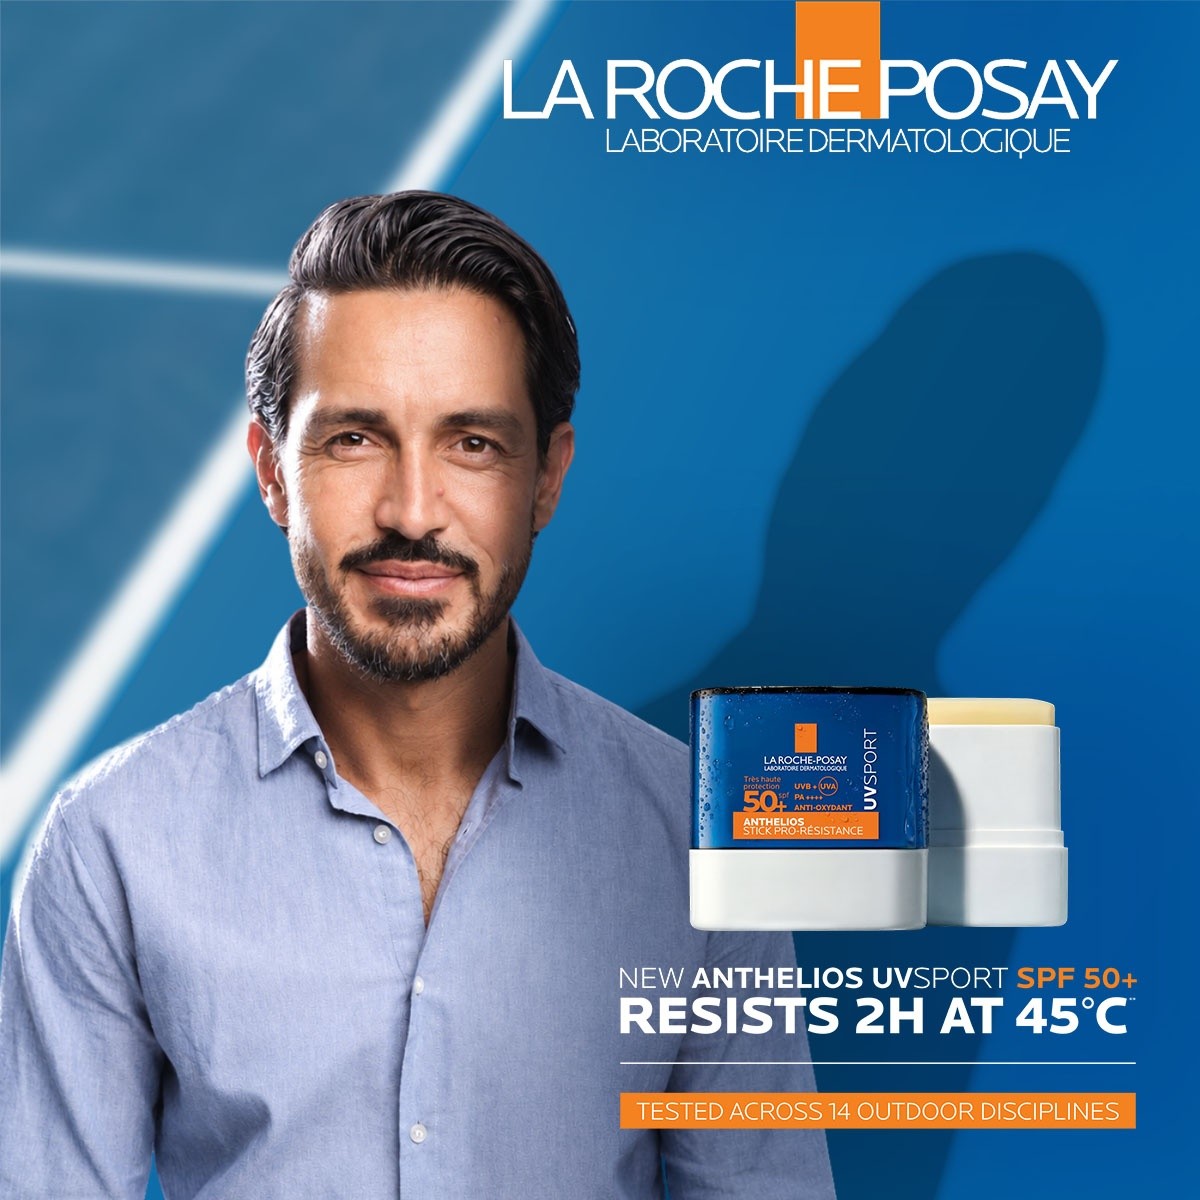 LA ROCHE POSAY
LABORATOIRE DERMATOLOGIQUE
LA ROCHE-POSAY
LABORATOIRE DERMATOLOGIQUE
Très haute
protection
50+ spf
UVB + UVA
PA ++++
ANTI-OXYDANT
ANTHELIOS
STICK PRO-RÉSISTANCE
UVSPORT
NEW ANTHELIOS UVSPORT SPF 50+
RESISTS 2H AT 45°C**
TESTED ACROSS 14 OUTDOOR DISCIPLINES